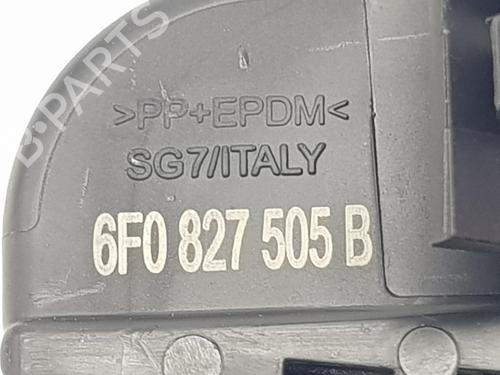 >PP+EPDM<
SG7/ITALY
6F0 827 505 B
B-PARTS